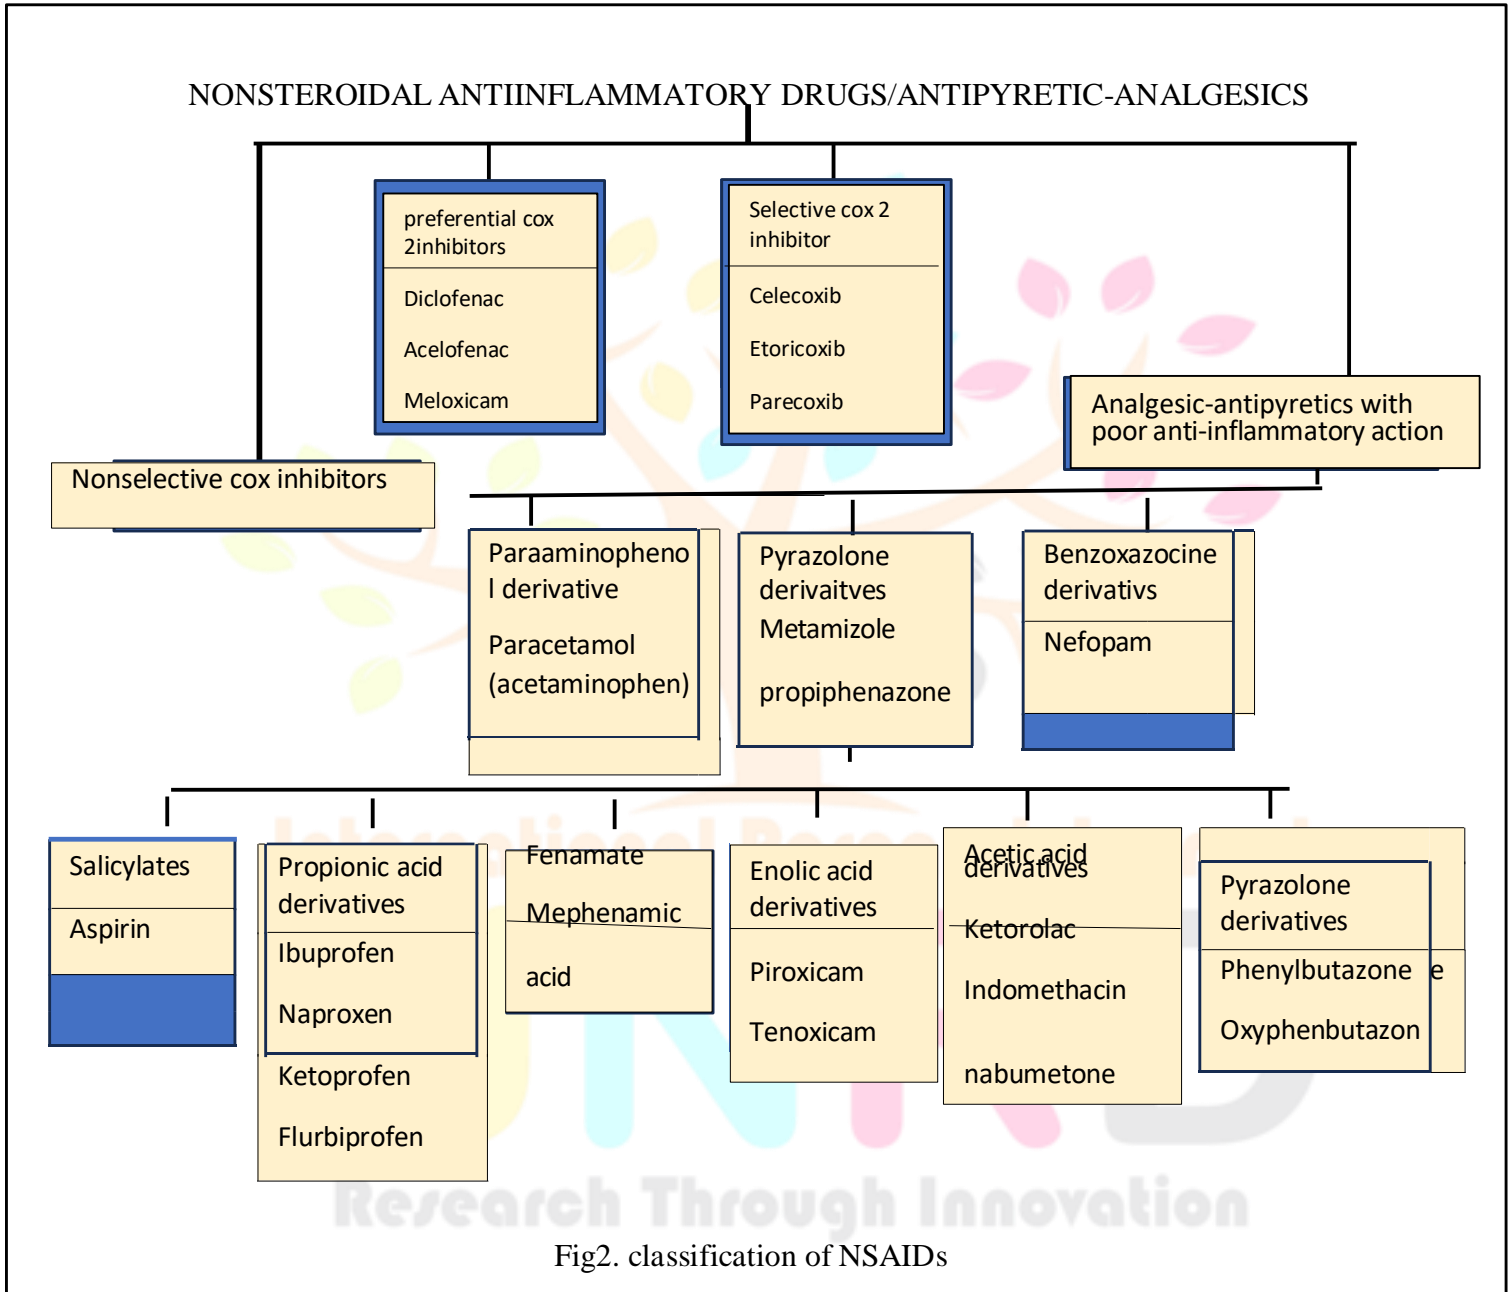 NONSTEROIDAL ANTIINFLAMMATORY DRUGS/ANTIPYRETIC-ANALGESICS
preferential cox
2inhibitors
Diclofenac
Acelofenac
Meloxicam
Selective cox 2
inhibitor
Celecoxib
Etoricoxib
Parecoxib
Analgesic-antipyretics with
poor anti-inflammatory action
Nonselective cox inhibitors
Paraaminopheno
l derivative
Paracetamol
(acetaminophen)
Pyrazolone
derivaitves
Metamizole
propiphenazone
Benzoxazocine
derivativs
Nefopam
Salicylates
Aspirin
Propionic acid
derivatives
Ibuprofen
Naproxen
Ketoprofen
Flurbiprofen
Fenamate
Mephenamic
acid
Enolic acid
derivatives
Piroxicam
Tenoxicam
Acetic acid
derivatives
Ketorolac
Indomethacin
nabumetone
Pyrazolone
derivatives
Phenylbutazone e
Oxyphenbutazon
Research Through Innovation
Fig2. classification of NSAIDs